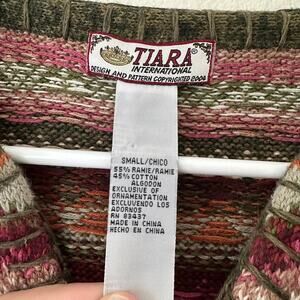 TIARA
INTERNATIONAL
DESIGN AND PATTERN COPYRIGHTED 2004
SMALL/CHICO
55% RAMIE/RAMIE
45% COTTON
ALGODON
EXCLUSIVE OF
ORNAMENTATION
EXCLUYENDO LOS
ADORNOS
RN 83437
MADE IN CHINA
HECHO EN CHINA